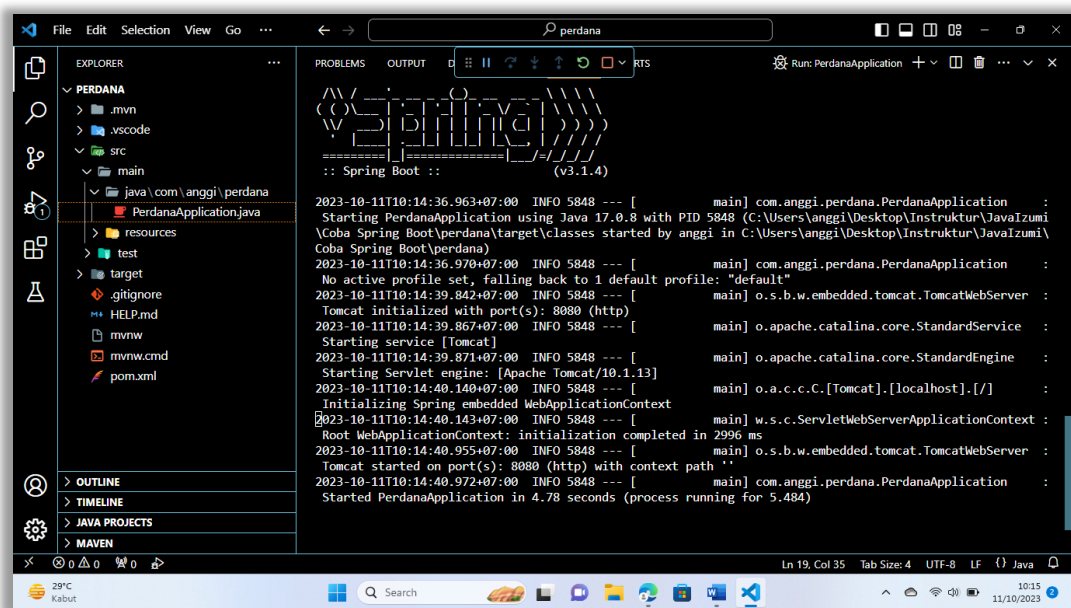 File Edit Selection View Go ··· perdana
EXPLORER ···
PERDANA
.mvn
.vscode
src
main
java\com\anggi\perdana
PerdanaApplication.java
resources
test
target
.gitignore
HELP.md
mvnw
mvnw.cmd
pom.xml
OUTLINE
TIMELINE
JAVA PROJECTS
MAVEN
PROBLEMS OUTPUT D RTS Run: PerdanaApplication
:: Spring Boot :: (v3.1.4)
2023-10-11T10:14:36.963+07:00 INFO 5848 --- [ main] com.anggi.perdana.PerdanaApplication :
Starting PerdanaApplication using Java 17.0.8 with PID 5848 (C:\Users\anggi\Desktop\Instruktur\JavaIzumi
\Coba Spring Boot\perdana\target\classes started by anggi in C:\Users\anggi\Desktop\Instruktur\JavaIzumi\
Coba Spring Boot\perdana)
2023-10-11T10:14:36.970+07:00 INFO 5848 --- [ main] com.anggi.perdana.PerdanaApplication :
No active profile set, falling back to 1 default profile: "default"
2023-10-11T10:14:39.842+07:00 INFO 5848 --- [ main] o.s.b.w.embedded.tomcat.TomcatWebServer :
Tomcat initialized with port(s): 8080 (http)
2023-10-11T10:14:39.867+07:00 INFO 5848 --- [ main] o.apache.catalina.core.StandardService :
Starting service [Tomcat]
2023-10-11T10:14:39.871+07:00 INFO 5848 --- [ main] o.apache.catalina.core.StandardEngine :
Starting Servlet engine: [Apache Tomcat/10.1.13]
2023-10-11T10:14:40.140+07:00 INFO 5848 --- [ main] o.a.c.c.C.[Tomcat].[localhost].[/] :
Initializing Spring embedded WebApplicationContext
2023-10-11T10:14:40.143+07:00 INFO 5848 --- [ main] w.s.c.ServletWebServerApplicationContext :
Root WebApplicationContext: initialization completed in 2996 ms
2023-10-11T10:14:40.955+07:00 INFO 5848 --- [ main] o.s.b.w.embedded.tomcat.TomcatWebServer :
Tomcat started on port(s): 8080 (http) with context path ''
2023-10-11T10:14:40.972+07:00 INFO 5848 --- [ main] com.anggi.perdana.PerdanaApplication :
Started PerdanaApplication in 4.78 seconds (process running for 5.484)
0 0 0 Ln 19, Col 35 Tab Size: 4 UTF-8 LF {} Java
29°C
Kabut
Search
10:15
11/10/2023 2